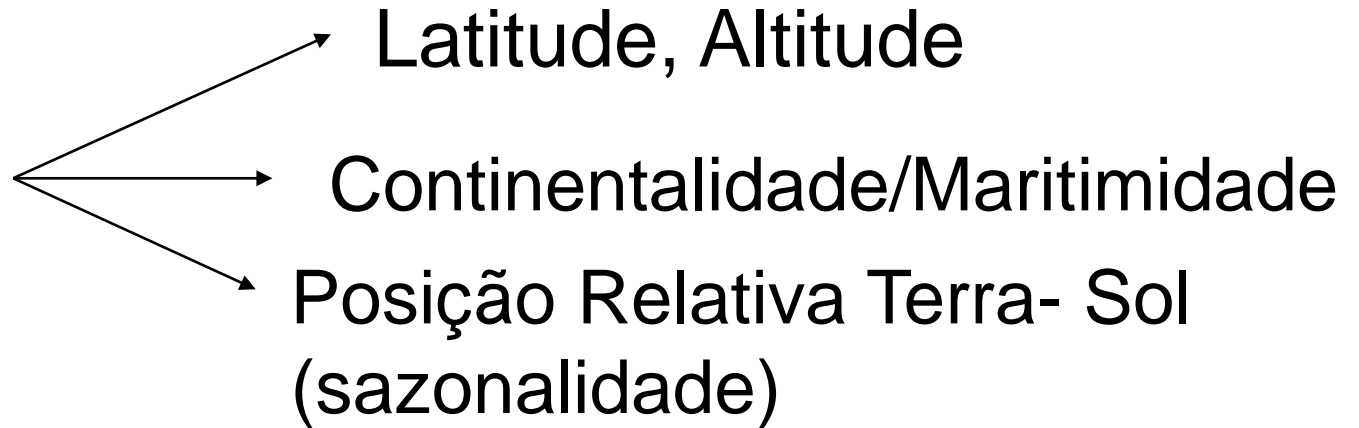 Latitude, Altitude
Continentalidade/Maritimidade
Posição Relativa Terra- Sol
(sazonalidade)